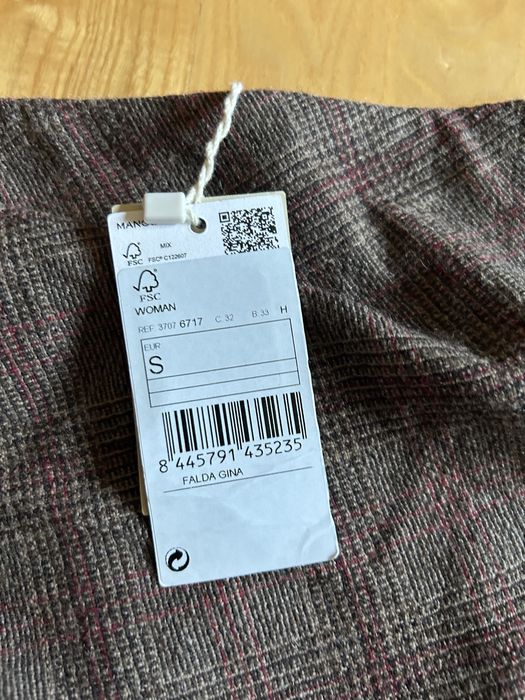 MANGO
MIX
FSC FSC® C122607
FSC
WOMAN
REF. 3707 6717 C. 32 B 33 H
EUR
S
8 445791 435235
FALDA GINA